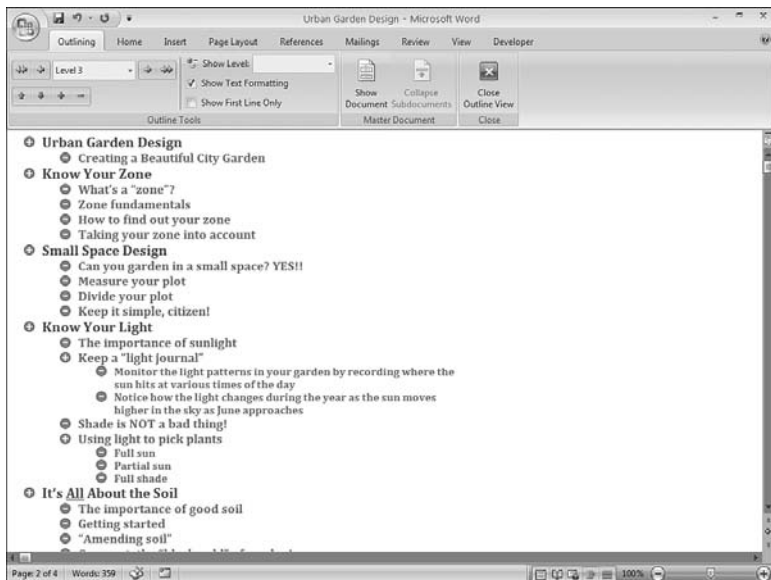 Urban Garden Design - Microsoft Word
Outlining Home Insert Page Layout References Mailings Review View Developer
Level 3
Show Level:
Show Text Formatting
Show First Line Only
Show Document
Collapse Subdocuments
Close Outline View
Outline Tools
Master Document
Close
Urban Garden Design
Creating a Beautiful City Garden
Know Your Zone
What's a "zone"?
Zone fundamentals
How to find out your zone
Taking your zone into account
Small Space Design
Can you garden in a small space? YES!!
Measure your plot
Divide your plot
Keep it simple, citizen!
Know Your Light
The importance of sunlight
Keep a "light journal"
Monitor the light patterns in your garden by recording where the
sun hits at various times of the day
Notice how the light changes during the year as the sun moves
higher in the sky as June approaches
Shade is NOT a bad thing!
Using light to pick plants
Full sun
Partial sun
Full shade
It's All About the Soil
The importance of good soil
Getting started
"Amending soil"
Page: 2 of 4 Words: 359 100%